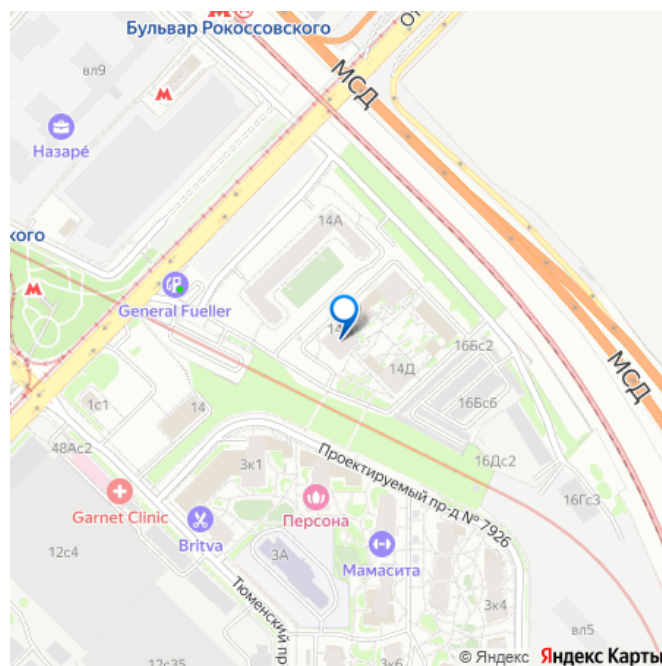 Бульвар Рокоссовского
вл9
МСД
Назаре́
14А
кого
General Fueller
14
16Бс2
14Д
16Бс6
МСД
1с1
14
48Ас2
Проектируемый пр-д № 7926
3к1
16Дс2
16Гс3
Garnet Clinic
Персона
Britva
12с4
3А
Мамасита
Тюменский пр
3к4
вл5
12с35
3к6
© Яндекс Яндекс Карты